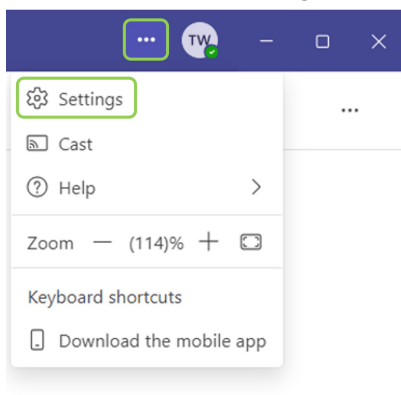 TW
Settings
Cast
Help
Zoom — (114)% +
Keyboard shortcuts
Download the mobile app